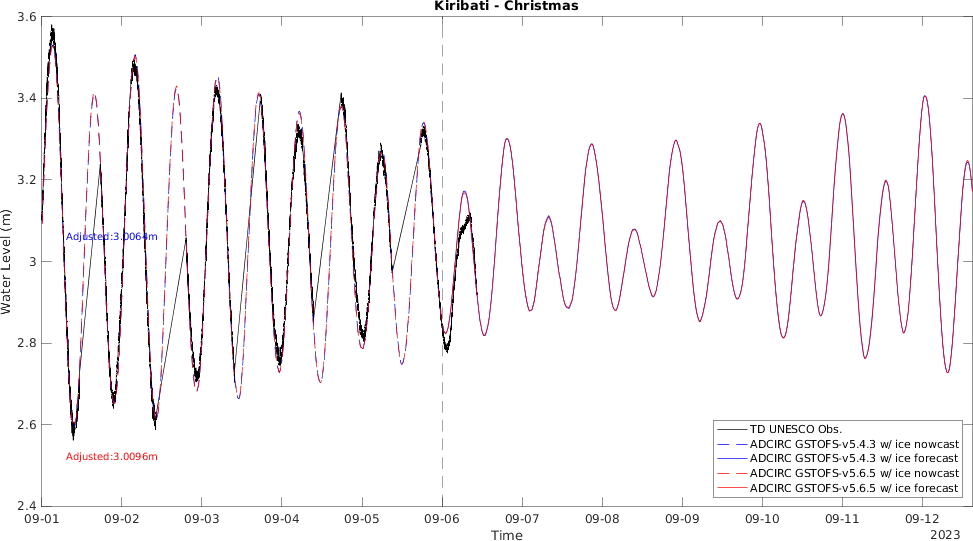 Kiribati - Christmas
3.6
3.4
3.2
3
2.8
2.6
2.4
Water Level (m)
Adjusted:3.0064m
Adjusted:3.0096m
TD UNESCO Obs.
ADCIRC GSTOFS-v5.4.3 w/ ice nowcast
ADCIRC GSTOFS-v5.4.3 w/ ice forecast
ADCIRC GSTOFS-v5.6.5 w/ ice nowcast
ADCIRC GSTOFS-v5.6.5 w/ ice forecast
09-01 09-02 09-03 09-04 09-05 09-06 09-07 09-08 09-09 09-10 09-11 09-12
Time
2023